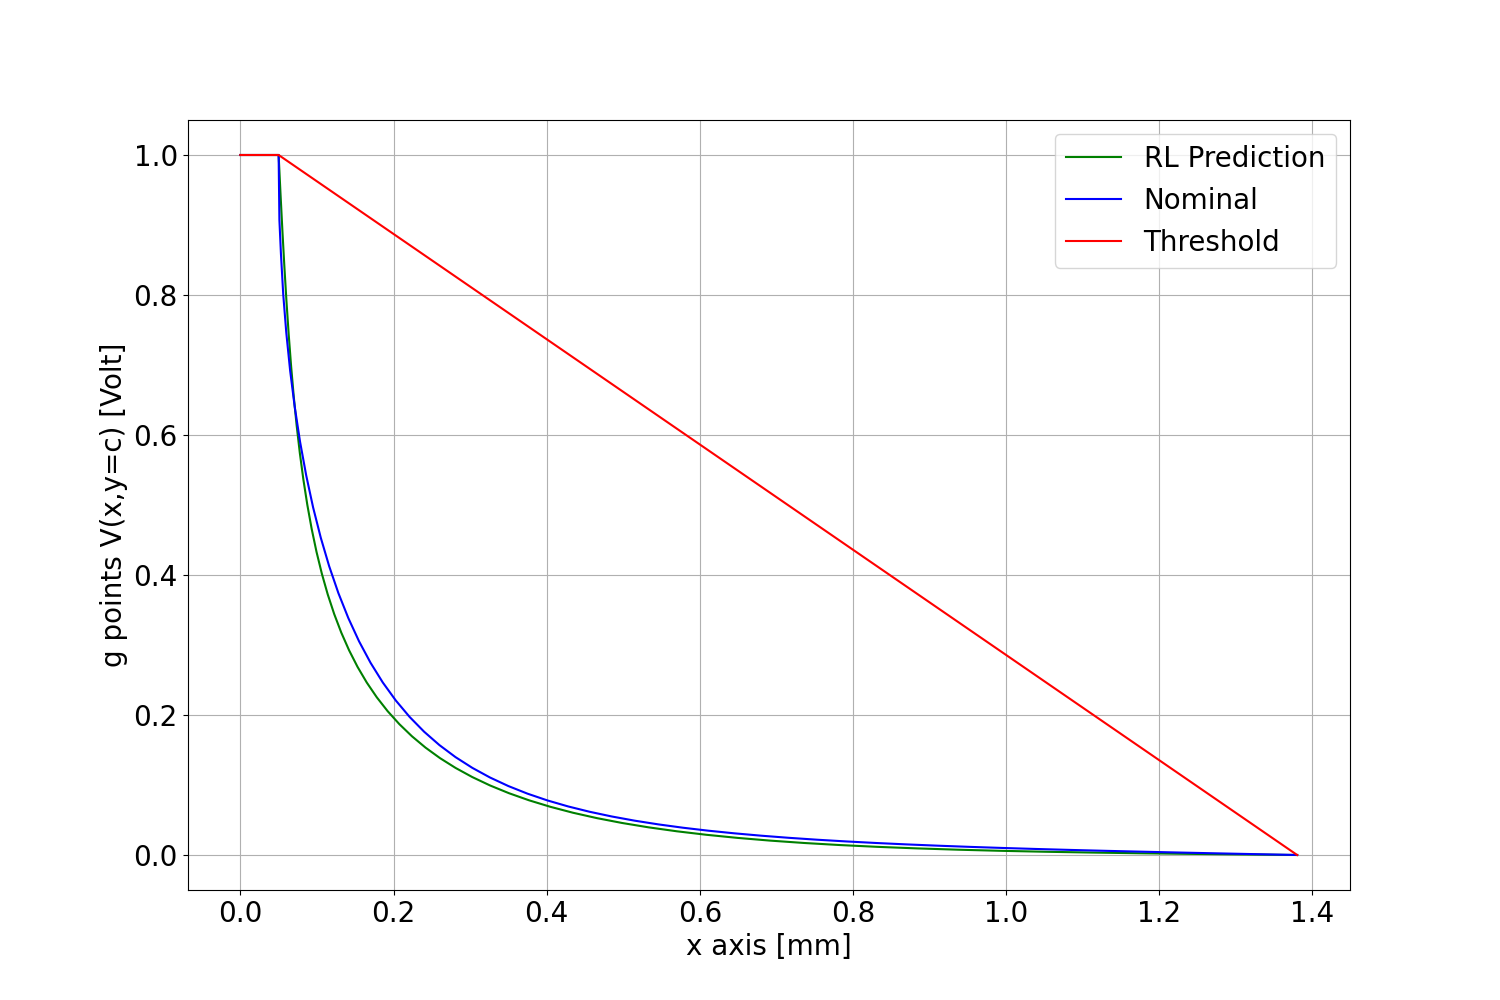 RL Prediction
Nominal
Threshold
1.0
0.8
0.6
0.4
0.2
0.0
g points V(x,y=c) [Volt]
0.0 0.2 0.4 0.6 0.8 1.0 1.2 1.4
x axis [mm]